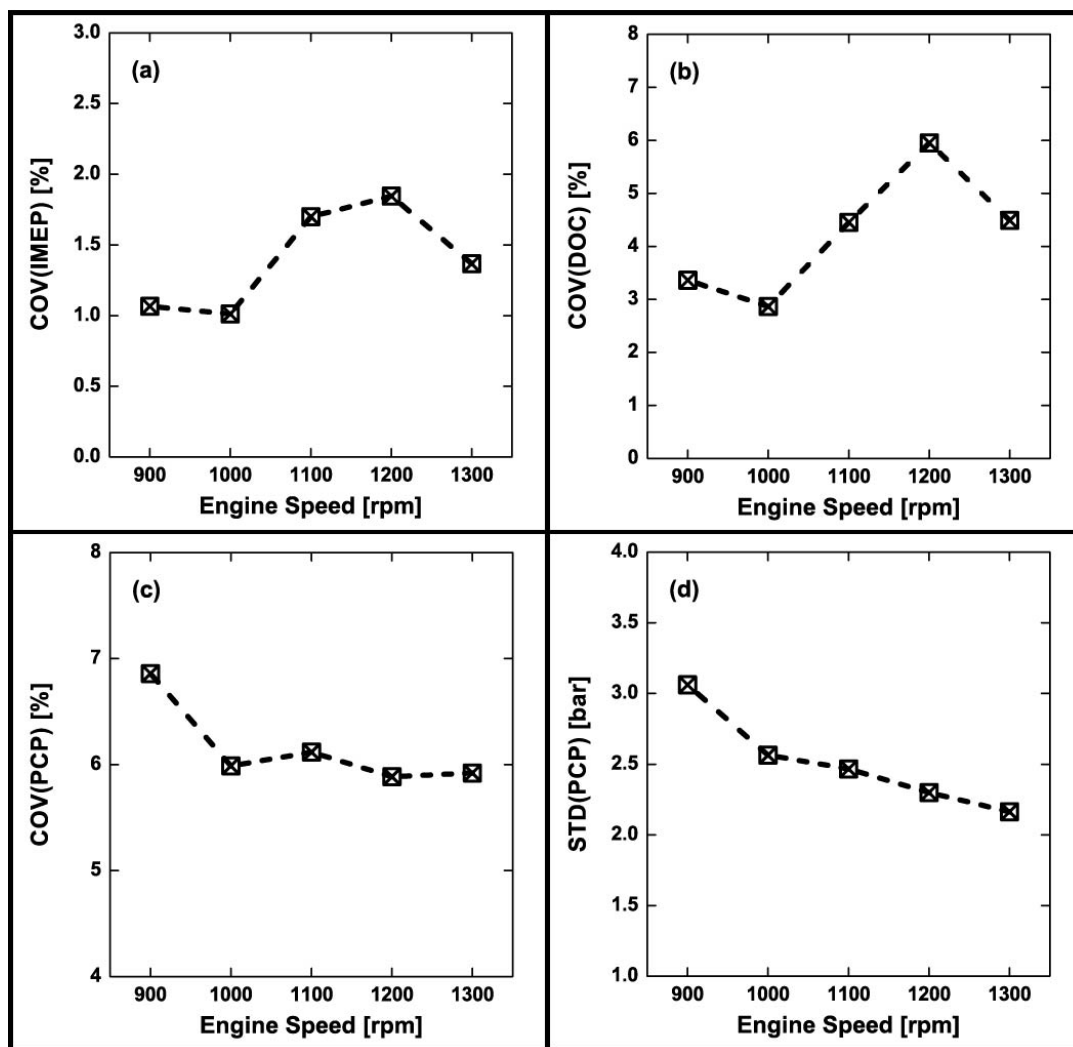 (a)
COV(IMEP) [%]
3.0
2.5
2.0
1.5
1.0
0.5
0.0
900 1000 1100 1200 1300
Engine Speed [rpm]
(b)
COV(DOC) [%]
8
7
6
5
4
3
2
1
0
900 1000 1100 1200 1300
Engine Speed [rpm]
(c)
COV(PCP) [%]
8
7
6
5
4
900 1000 1100 1200 1300
Engine Speed [rpm]
(d)
STD(PCP) [bar]
4.0
3.5
3.0
2.5
2.0
1.5
1.0
900 1000 1100 1200 1300
Engine Speed [rpm]